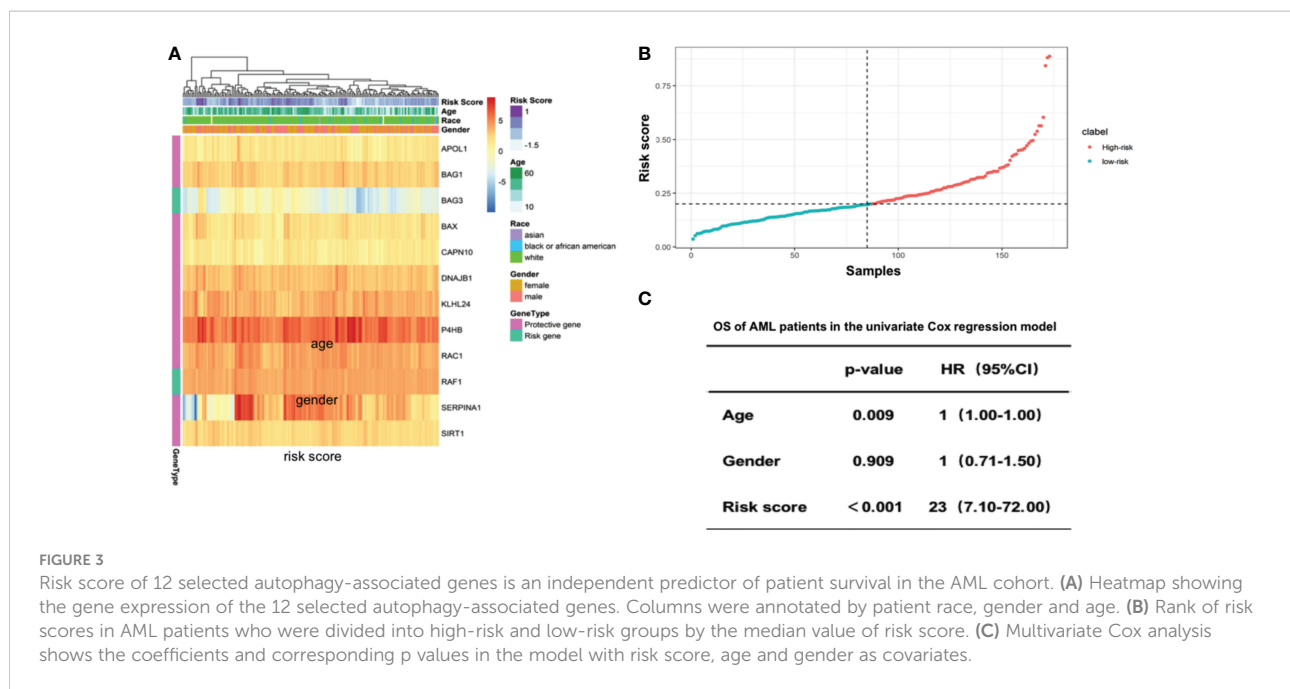 A
Risk Score
Age
Race
Gender
APOL1
BAG1
BAG3
BAX
CAPN10
DNAJB1
KLHL24
P4HB
RAC1
RAF1
SERPINA1
SIRT1
GeneType
age
gender
risk score
5
0
-5
Risk Score
1
-1.5
Age
60
10
Race
asian
black or african american
white
Gender
female
male
GeneType
Protective gene
Risk gene
B
Risk score
0.75
0.50
0.25
0.00
0
50
100
150
Samples
clabel
High-risk
low-risk
C
OS of AML patients in the univariate Cox regression model
p-value HR (95%CI)
Age 0.009 1 (1.00-1.00)
Gender 0.909 1 (0.71-1.50)
Risk score <0.001 23 (7.10-72.00)
FIGURE 3
Risk score of 12 selected autophagy-associated genes is an independent predictor of patient survival in the AML cohort. (A) Heatmap showing
the gene expression of the 12 selected autophagy-associated genes. Columns were annotated by patient race, gender and age. (B) Rank of risk
scores in AML patients who were divided into high-risk and low-risk groups by the median value of risk score. (C) Multivariate Cox analysis
shows the coefficients and corresponding p values in the model with risk score, age and gender as covariates.